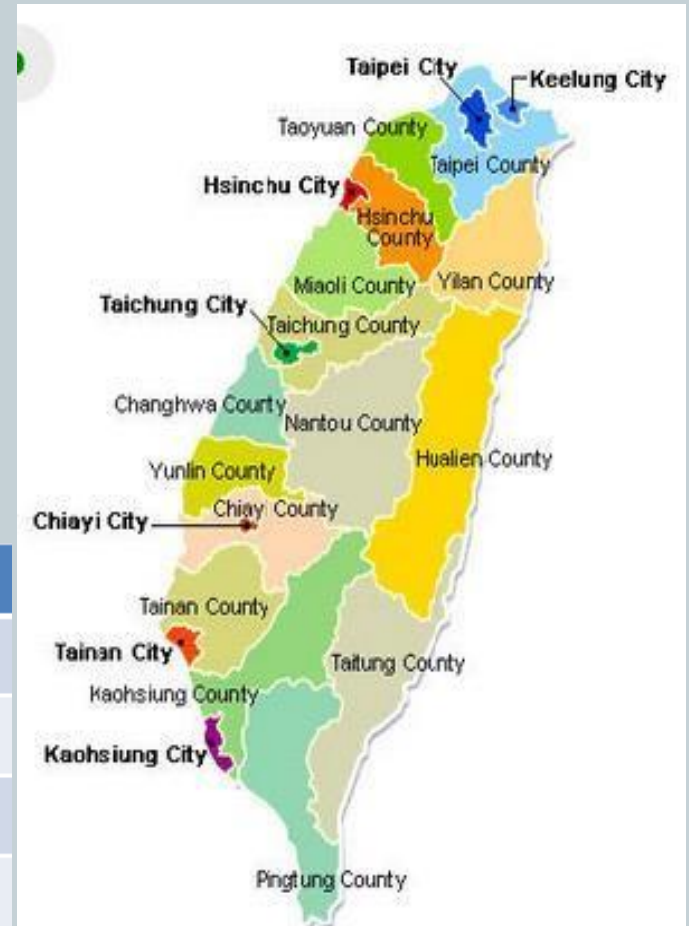 Taipei City
Keelung City
Taoyuan County
Taipei County
Hsinchu City
Hsinchu
County
Miaoli County
Yilan County
Taichung City
Taichung County
Changhwa Courty
Nantou County
Hualien County
Yunlin County
Chiay County
Chiayi City
Tainan County
Tainan City
Taitung County
Kaohsiung County
Kaohsiung City
Pingtung County